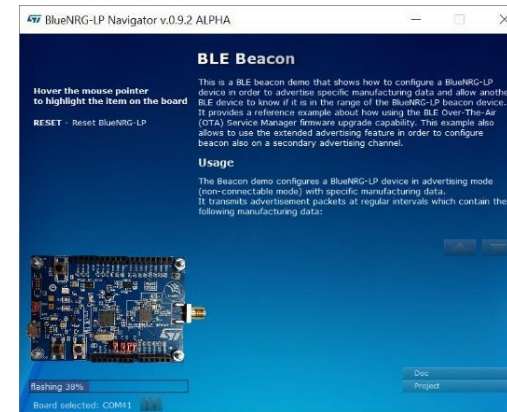 BlueNRG-LP Navigator v.0.9.2 ALPHA
BLE Beacon
Hover the mouse pointer
to highlight the item on the board
RESET - Reset BlueNRG-LP
This is a BLE beacon demo that shows how to configure a BlueNRG-LP
device in order to advertise specific manufacturing data and allow anothe
BLE device to know if it is in the range of the BlueNRG-LP beacon device.
It provides a reference example about how using the BLE Over-The-Air
(OTA) Service Manager firmware upgrade capability. This example also
allows to use the extended advertising feature in order to configure
beacon also on a secondary advertising channel.
Usage
The Beacon demo configures a BlueNRG-LP device in advertising mode
(non-connectable mode) with specific manufacturing data.
It transmits advertisement packets at regular intervals which contain the
following manufacturing data:
Doc
Project
flashing 38%
Board selected: COM41